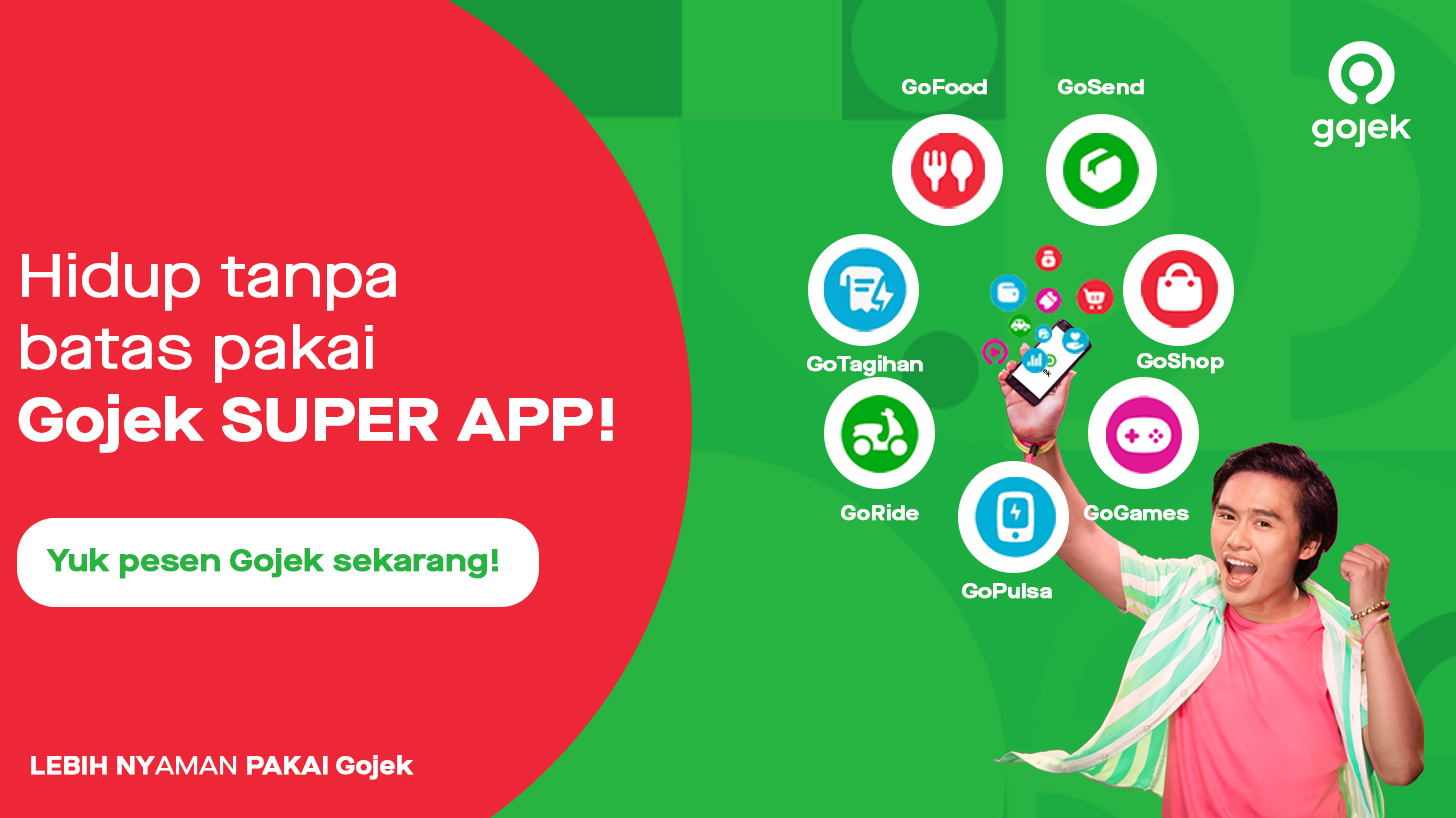 Hidup tanpa
batas pakai
Gojek SUPER APP!
Yuk pesen Gojek sekarang!
LEBIH NYAMAN PAKAI Gojek
GoFood
GoSend
gojek
GoTagihan
GoShop
GoRide
GoGames
GoPulsa